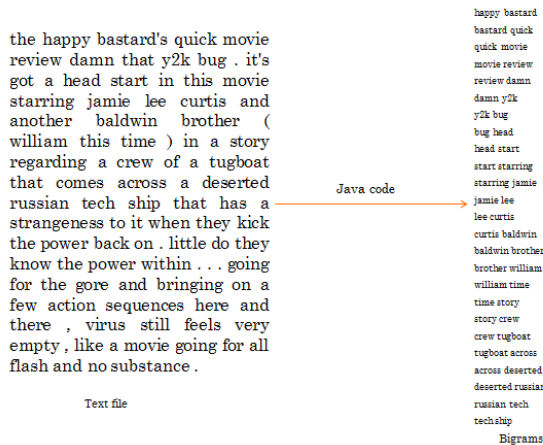 the happy bastard's quick movie
review damn that y2k bug . it's
got a head start in this movie
starring jamie lee curtis and
another baldwin brother (
william this time ) in a story
regarding a crew of a tugboat
that comes across a deserted
russian tech ship that has a
strangeness to it when they kick
the power back on . little do they
know the power within . . . going
for the gore and bringing on a
few action sequences here and
there , virus still feels very
empty , like a movie going for all
flash and no substance .
Text file
Java code
happy bastard
bastard quick
quick movie
movie review
review damn
damn y2k
y2k bug
bug head
head start
start starring
starring jamie
jamie lee
lee curtis
curtis baldwin
baldwin brother
brother william
william time
time story
story crew
crew tugboat
tugboat across
across deserted
deserted russian
russian tech
tech ship
Bigrams